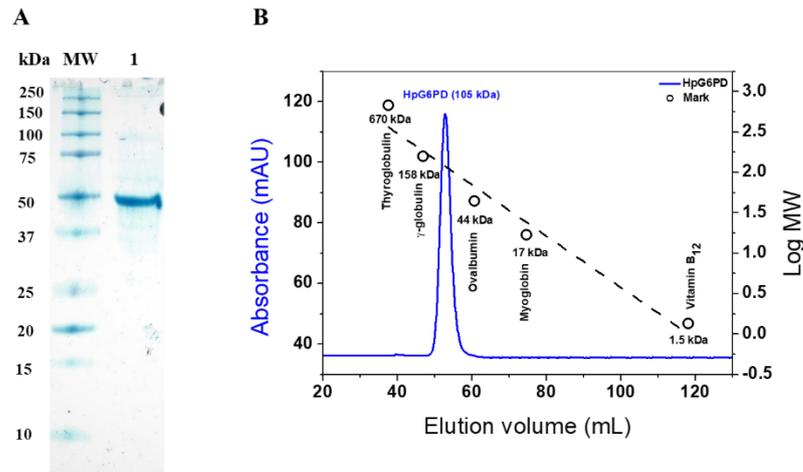 A
kDa MW 1
250
150
100
75
50
37
25
20
15
10
B
HpG6PD (105 kDa)
HpG6PD
Mark
670 kDa
Thyroglobulin
158 kDa
γ-globulin
44 kDa
Ovalbumin
17 kDa
Myoglobin
Vitamin B12
1.5 kDa
Absorbance (mAU)
120
100
80
60
40
3.0
2.5
2.0
1.5
1.0
0.5
0.0
-0.5
Log MW
20 40 60 80 100 120
Elution volume (mL)